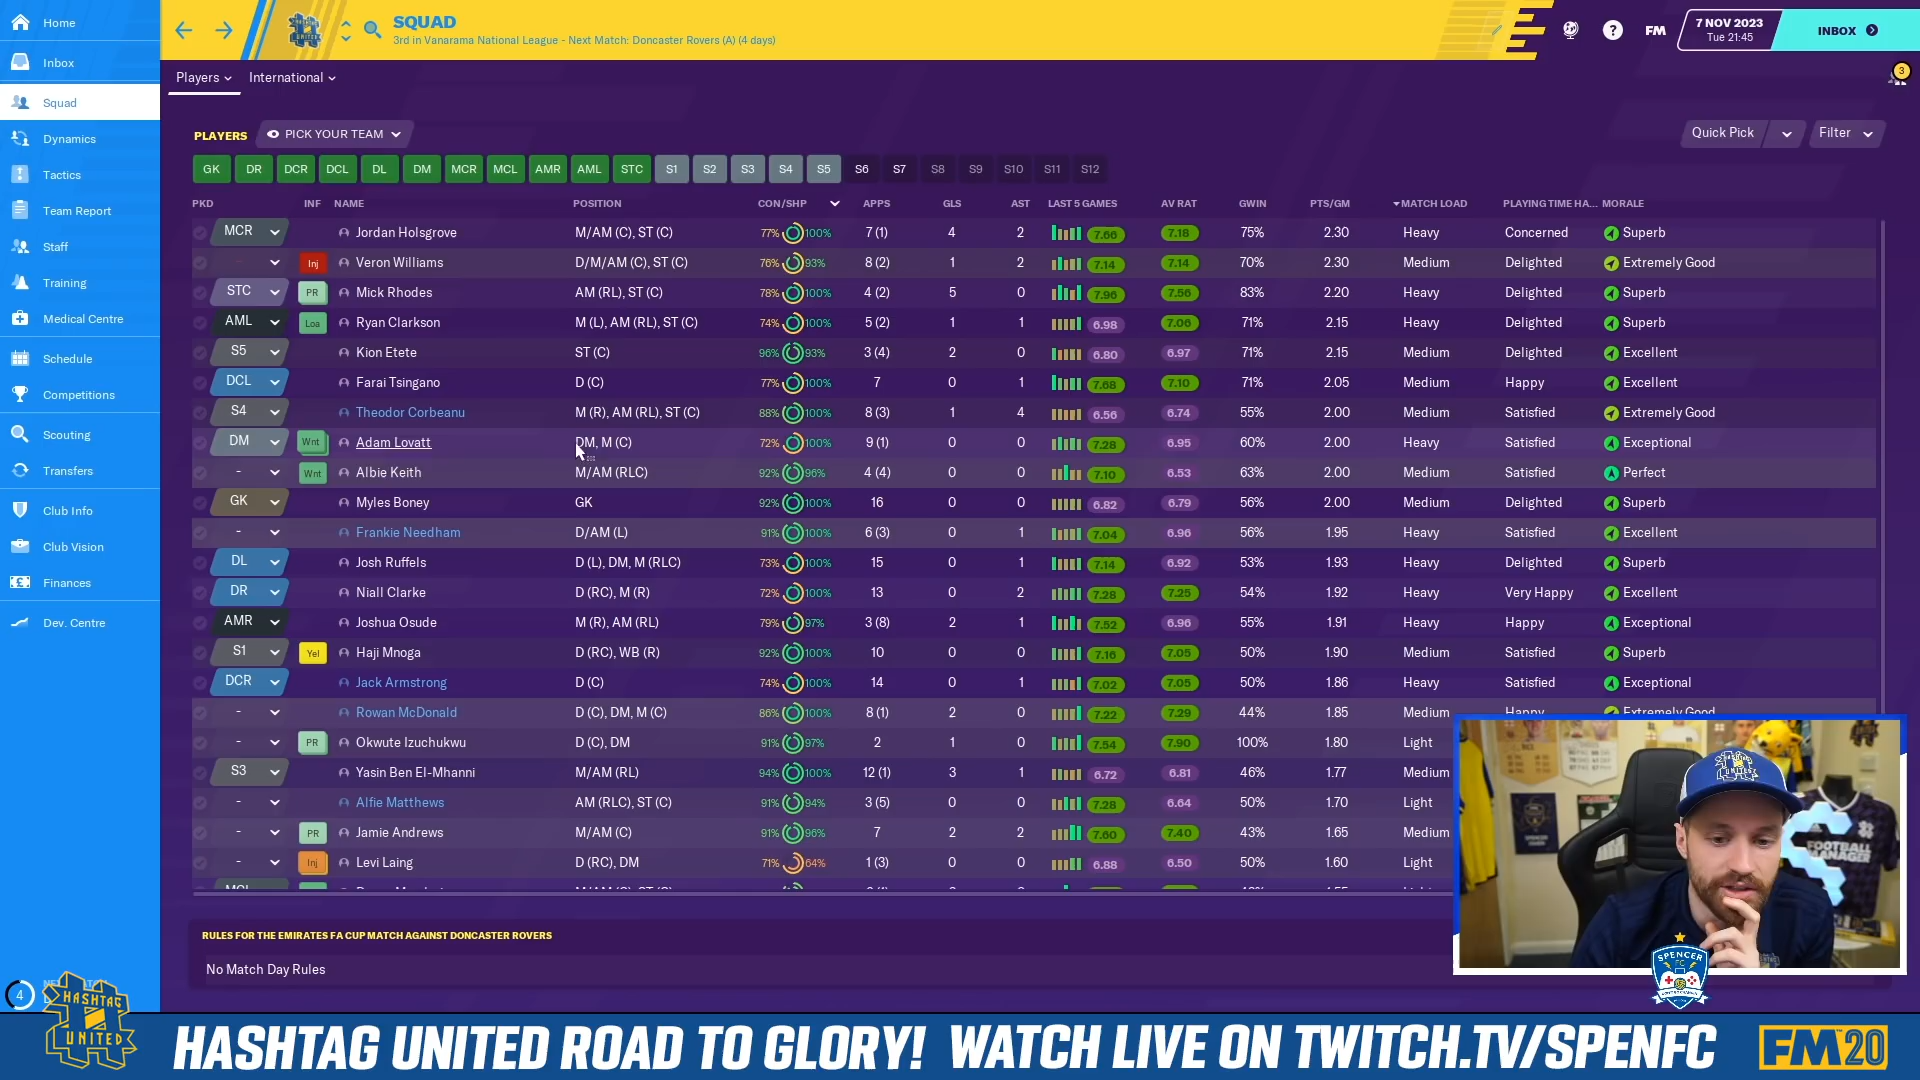 Home
Inbox
Squad
Dynamics
Tactics
Team Report
Staff
Training
Medical Centre
Schedule
Competitions
Scouting
Transfers
Club Info
Club Vision
Finances
Dev. Centre
4
SQUAD
3rd in Vanarama National League - Next Match: Doncaster Rovers (A) (4 days)
FM
7 NOV 2023
Tue 21:45
INBOX
3
Players International
PLAYERS PICK YOUR TEAM Quick Pick Filter
GK DR DCR DCL DL DM MCR MCL AMR AML STC S1 S2 S3 S4 S5 S6 S7 S8 S9 S10 S11 S12
PKD INF NAME POSITION CON/SHP APPS GLS AST LAST 5 GAMES AV RAT GWIN PTS/GM MATCH LOAD PLAYING TIME HA... MORALE
MCR Jordan Holsgrove M/AM (C), ST (C) 77% 100% 7 (1) 4 2 7.66 7.18 75% 2.30 Heavy Concerned Superb
- Inj Veron Williams D/M/AM (C), ST (C) 76% 93% 8 (2) 1 2 7.14 7.14 70% 2.30 Medium Delighted Extremely Good
STC PR Mick Rhodes AM (RL), ST (C) 78% 100% 4 (2) 5 0 7.96 7.56 83% 2.20 Heavy Delighted Superb
AML Loa Ryan Clarkson M (L), AM (RL), ST (C) 74% 100% 5 (2) 1 1 6.98 7.06 71% 2.15 Heavy Delighted Superb
S5 Kion Etete ST (C) 96% 93% 3 (4) 2 0 6.80 6.97 71% 2.15 Medium Delighted Excellent
DCL Farai Tsingano D (C) 77% 100% 7 0 1 7.68 7.10 71% 2.05 Medium Happy Excellent
S4 Theodor Corbeanu M (R), AM (RL), ST (C) 88% 100% 8 (3) 1 4 6.56 6.74 55% 2.00 Medium Satisfied Extremely Good
DM Wnt Adam Lovatt DM, M (C) 72% 100% 9 (1) 0 0 7.28 6.95 60% 2.00 Heavy Satisfied Exceptional
- Wnt Albie Keith M/AM (RLC) 92% 96% 4 (4) 0 0 7.10 6.53 63% 2.00 Medium Satisfied Perfect
GK Myles Boney GK 92% 100% 16 0 0 6.82 6.79 56% 2.00 Medium Delighted Superb
- Frankie Needham D/AM (L) 91% 100% 6 (3) 0 1 7.04 6.96 56% 1.95 Heavy Satisfied Excellent
DL Josh Ruffels D (L), DM, M (RLC) 73% 100% 15 0 1 7.14 6.92 53% 1.93 Heavy Delighted Superb
DR Niall Clarke D (RC), M (R) 72% 100% 13 0 2 7.28 7.25 54% 1.92 Heavy Very Happy Excellent
AMR Joshua Osude M (R), AM (RL) 79% 97% 3 (8) 2 1 7.52 6.96 55% 1.91 Heavy Happy Exceptional
S1 Yel Haji Mnoga D (RC), WB (R) 92% 100% 10 0 0 7.16 7.05 50% 1.90 Medium Satisfied Superb
DCR Jack Armstrong D (C) 74% 100% 14 0 1 7.02 7.05 50% 1.86 Heavy Satisfied Exceptional
- Rowan McDonald D (C), DM, M (C) 86% 100% 8 (1) 2 0 7.22 7.29 44% 1.85 Medium Happy Extremely Good
- PR Okwute Izuchukwu D (C), DM 91% 97% 2 1 0 7.54 7.90 100% 1.80 Light
S3 Yasin Ben El-Mhanni M/AM (RL) 94% 100% 12 (1) 3 1 6.72 6.81 46% 1.77 Medium
- Alfie Matthews AM (RLC), ST (C) 91% 94% 3 (5) 0 0 7.28 6.64 50% 1.70 Light
- PR Jamie Andrews M/AM (C) 91% 96% 7 2 2 7.60 7.40 43% 1.65 Medium
- Inj Levi Laing D (RC), DM 71% 64% 1 (3) 0 0 6.88 6.50 50% 1.60 Light
RULES FOR THE EMIRATES FA CUP MATCH AGAINST DONCASTER ROVERS
No Match Day Rules
FOOTBALL
MANAGER
SPENCER
FC
HASHTAG
UNITED
HASHTAG UNITED ROAD TO GLORY! WATCH LIVE ON TWITCH.TV/SPENFC FM20